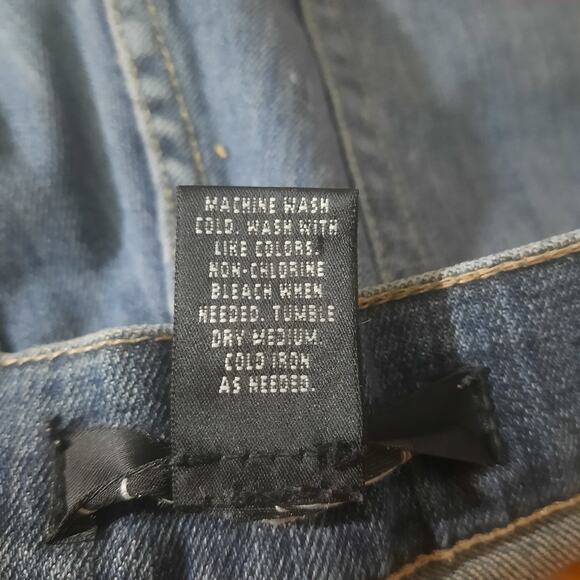 MACHINE WASH
COLD. WASH WITH
LIKE COLORS.
NON-CHLORINE
BLEACH WHEN
NEEDED. TUMBLE
DRY MEDIUM.
COLD IRON
AS NEEDED.